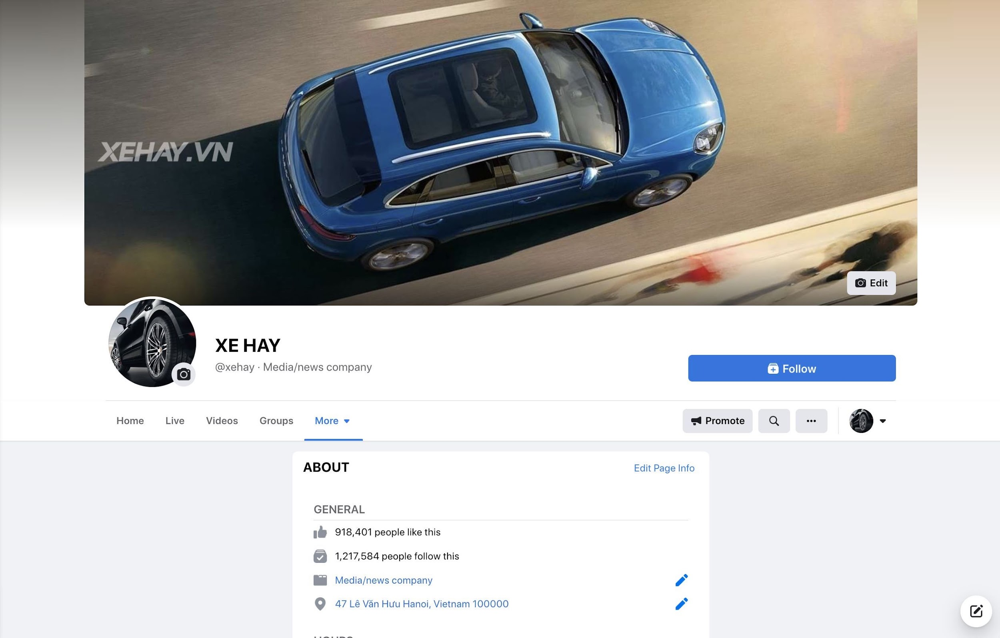 XEHAY.VN
Edit
XE HAY
@xehay · Media/news company
Follow
Home Live Videos Groups More Promote
ABOUT
Edit Page Info
GENERAL
918,401 people like this
1,217,584 people follow this
Media/news company
47 Lê Văn Hưu Hanoi, Vietnam 100000